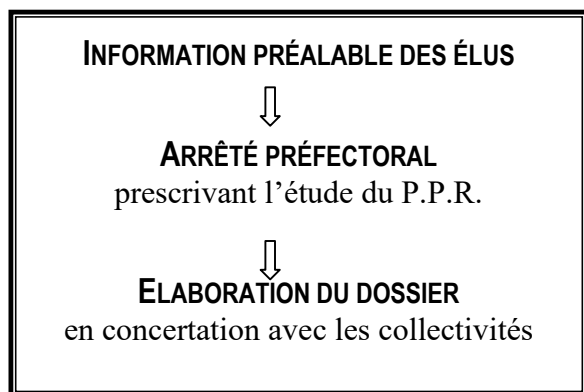 INFORMATION PRÉALABLE DES ÉLUS
ARRÊTÉ PRÉFECTORAL
prescrivant l’étude du P.P.R.
ELABORATION DU DOSSIER
en concertation avec les collectivités